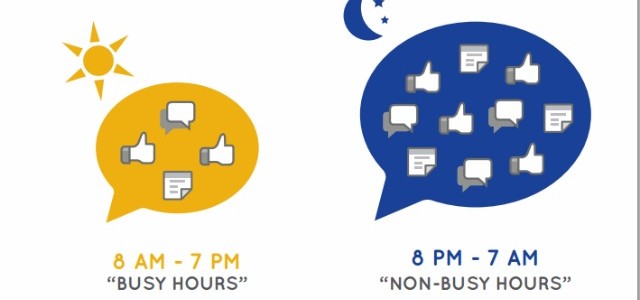 8 AM - 7 PM
“BUSY HOURS”
8 PM - 7 AM
“NON-BUSY HOURS”